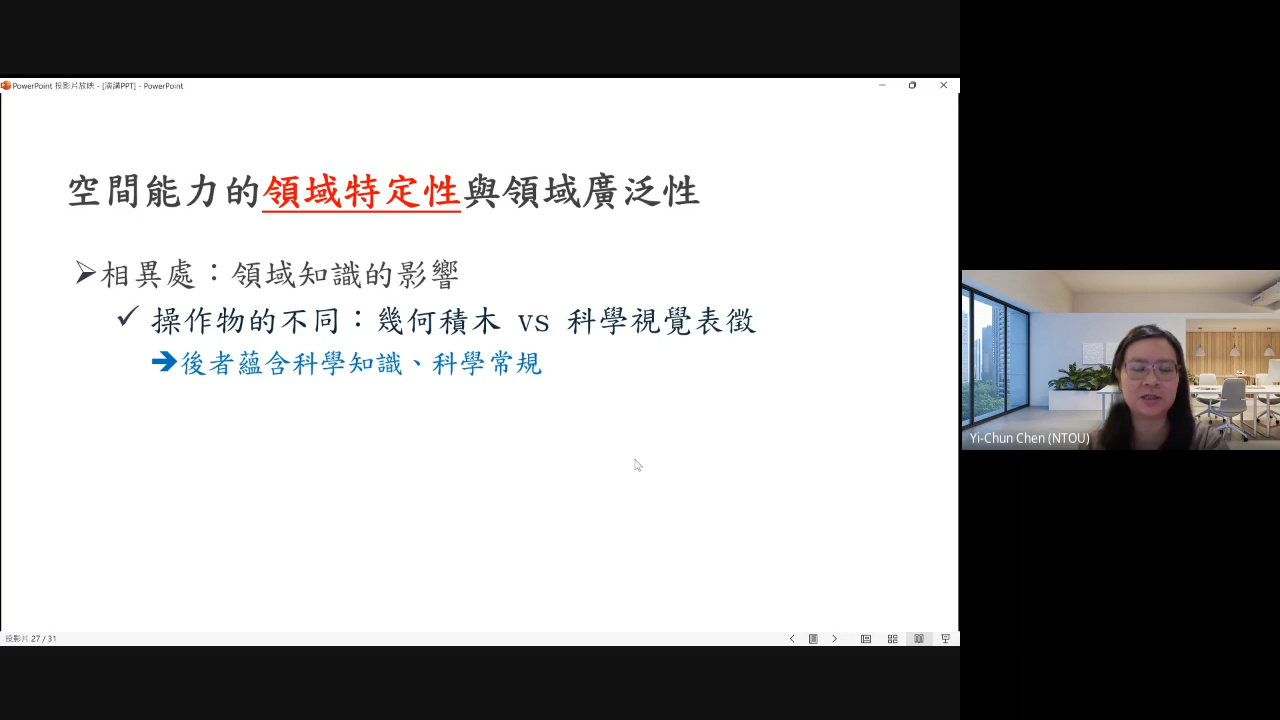 PowerPoint 投影片放映 - [演講PPT] - PowerPoint
空間能力的領域特定性與領域廣泛性
相異處：領域知識的影響
操作物的不同：幾何積木 vs 科學視覺表徵
後者蘊含科學知識、科學常規
Yi-Chun Chen (NTOU)
投影片 27 / 31